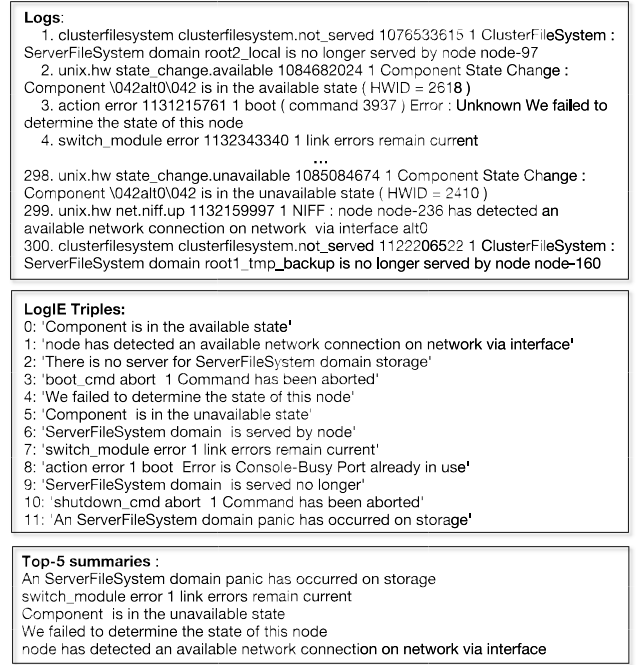 Logs:
1. clusterfilesystem clusterfilesystem.not_served 1076533615 1 ClusterFileSystem :
ServerFileSystem domain root2_local is no longer served by node node-97
2. unix.hw state_change.available 1084682024 1 Component State Change :
Component \042alt0\042 is in the available state ( HWID = 2618 )
3. action error 1131215761 1 boot ( command 3937 ) Error : Unknown We failed to
determine the state of this node
4. switch_module error 1132343340 1 link errors remain current
...
298. unix.hw state_change.unavailable 1085084674 1 Component State Change :
Component \042alt0\042 is in the unavailable state ( HWID = 2410 )
299. unix.hw net.niff.up 1132159997 1 NIFF : node node-236 has detected an
available network connection on network via interface alt0
300. clusterfilesystem clusterfilesystem.not_served 1122206522 1 ClusterFileSystem :
ServerFileSystem domain root1_tmp_backup is no longer served by node node-160
LogIE Triples:
0: 'Component is in the available state'
1: 'node has detected an available network connection on network via interface'
2: 'There is no server for ServerFileSystem domain storage'
3: 'boot_cmd abort 1 Command has been aborted'
4: 'We failed to determine the state of this node'
5: 'Component is in the unavailable state'
6: 'ServerFileSystem domain is served by node'
7: 'switch_module error 1 link errors remain current'
8: 'action error 1 boot Error is Console-Busy Port already in use'
9: 'ServerFileSystem domain is served no longer'
10: 'shutdown_cmd abort 1 Command has been aborted'
11: 'An ServerFileSystem domain panic has occurred on storage'
Top-5 summaries :
An ServerFileSystem domain panic has occurred on storage
switch_module error 1 link errors remain current
Component is in the unavailable state
We failed to determine the state of this node
node has detected an available network connection on network via interface